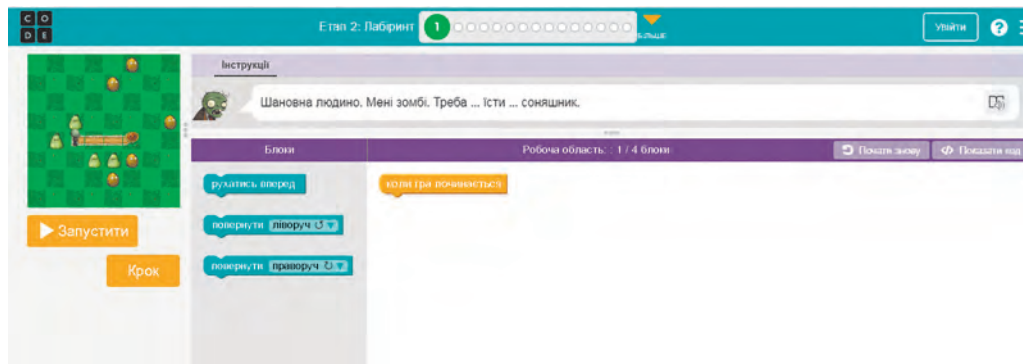 C O
D E
Етап 2: Лабіринт
1
БІЛЬШЕ
Увійти
?
Інструкції
Шановна людино. Мені зомбі. Треба ... їсти ... соняшник.
Блоки
Робоча область: : 1 / 4 блоки
Почати знову
Показати код
рухатись вперед
коли гра починається
повернути ліворуч ↺ ▼
повернути праворуч ↻ ▼
Запустити
Крок